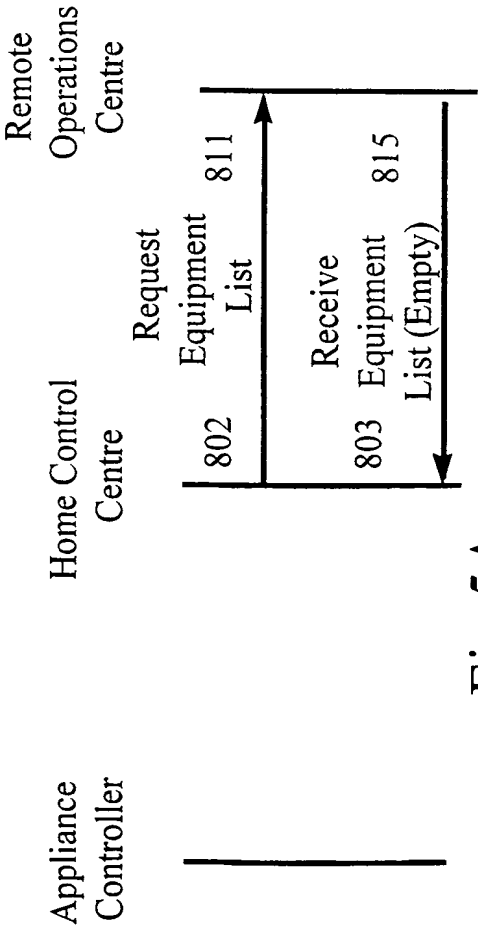 Appliance
Controller
Home Control
Centre
Remote
Operations
Centre
Request
Equipment
List
802
811
Receive
Equipment
List (Empty)
803
815